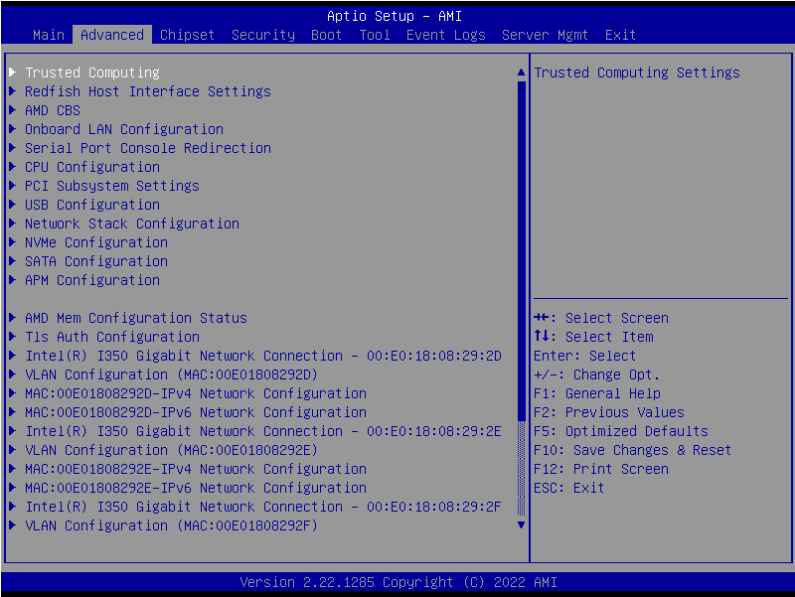 Aptio Setup – AMI
Main Advanced Chipset Security Boot Tool Event Logs Server Mgmt Exit
Trusted Computing
Redfish Host Interface Settings
AMD CBS
Onboard LAN Configuration
Serial Port Console Redirection
CPU Configuration
PCI Subsystem Settings
USB Configuration
Network Stack Configuration
NVMe Configuration
SATA Configuration
APM Configuration
AMD Mem Configuration Status
Tls Auth Configuration
Intel(R) I350 Gigabit Network Connection – 00:E0:18:08:29:2D
VLAN Configuration (MAC:00E01808292D)
MAC:00E01808292D-IPv4 Network Configuration
MAC:00E01808292D-IPv6 Network Configuration
Intel(R) I350 Gigabit Network Connection – 00:E0:18:08:29:2E
VLAN Configuration (MAC:00E01808292E)
MAC:00E01808292E-IPv4 Network Configuration
MAC:00E01808292E-IPv6 Network Configuration
Intel(R) I350 Gigabit Network Connection – 00:E0:18:08:29:2F
VLAN Configuration (MAC:00E01808292F)
Trusted Computing Settings
→←: Select Screen
↑↓: Select Item
Enter: Select
+/-: Change Opt.
F1: General Help
F2: Previous Values
F5: Optimized Defaults
F10: Save Changes & Reset
F12: Print Screen
ESC: Exit
Version 2.22.1285 Copyright (C) 2022 AMI